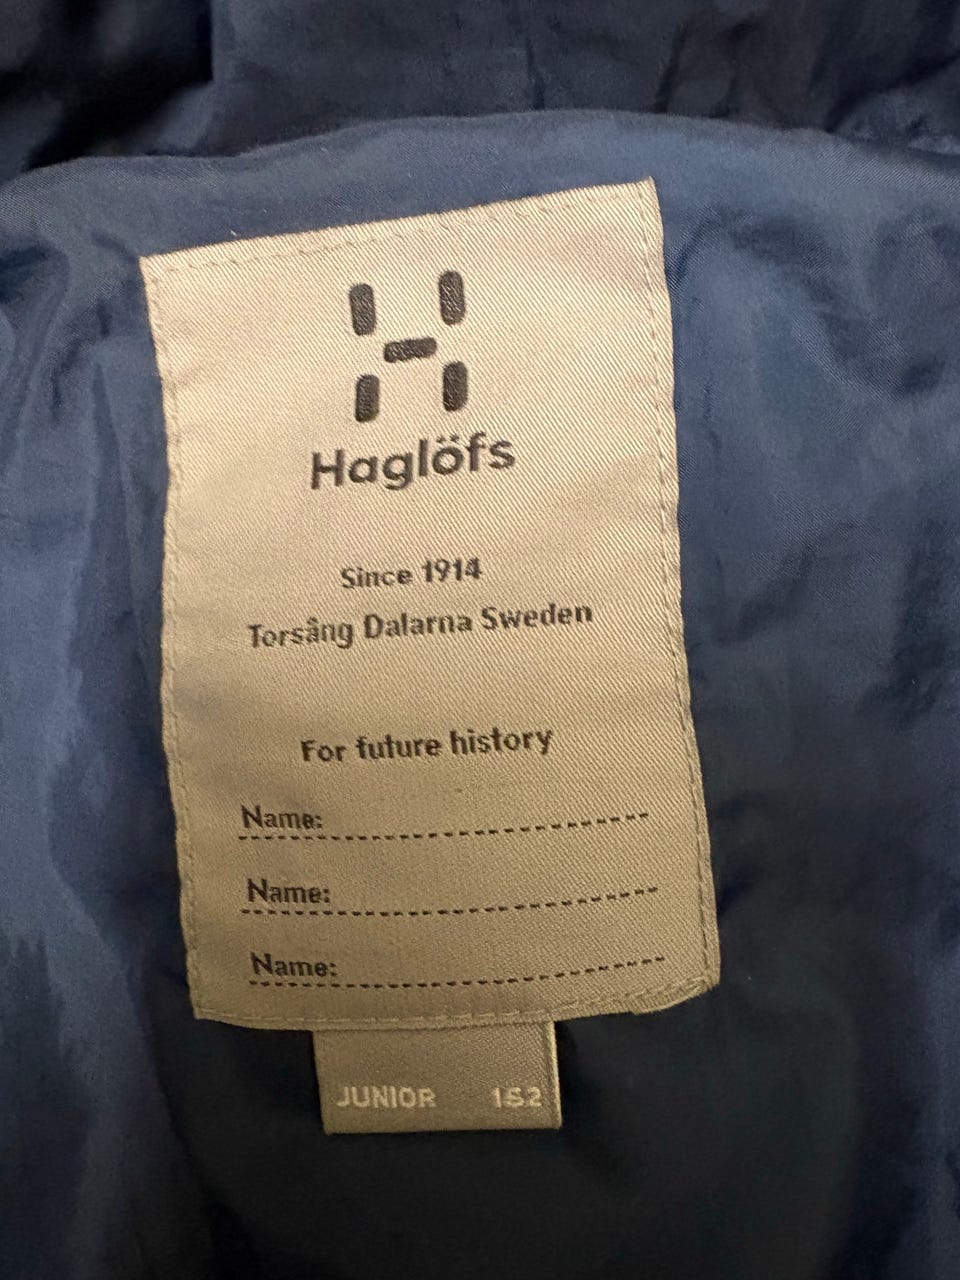 Haglöfs
Since 1914
Torsång Dalarna Sweden
For future history
Name:
Name:
Name:
JUNIOR 152